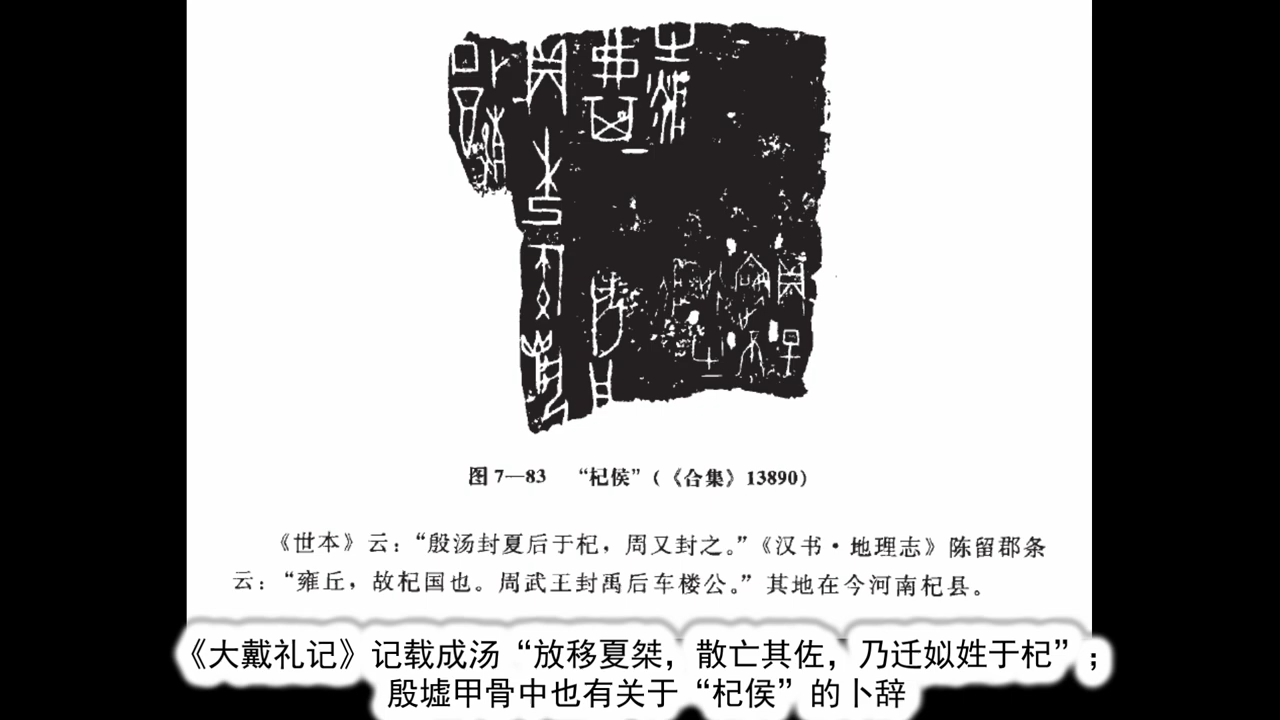 图7—83 “杞侯”(《合集》13890)
《世本》云：“殷汤封夏后于杞，周又封之。”《汉书·地理志》陈留郡条
云：“雍丘，故杞国也。周武王封禹后车楼公。”其地在今河南杞县。
《大戴礼记》记载成汤“放移夏桀，散亡其佐，乃迁姒姓于杞”；
殷墟甲骨中也有关于“杞侯”的卜辞